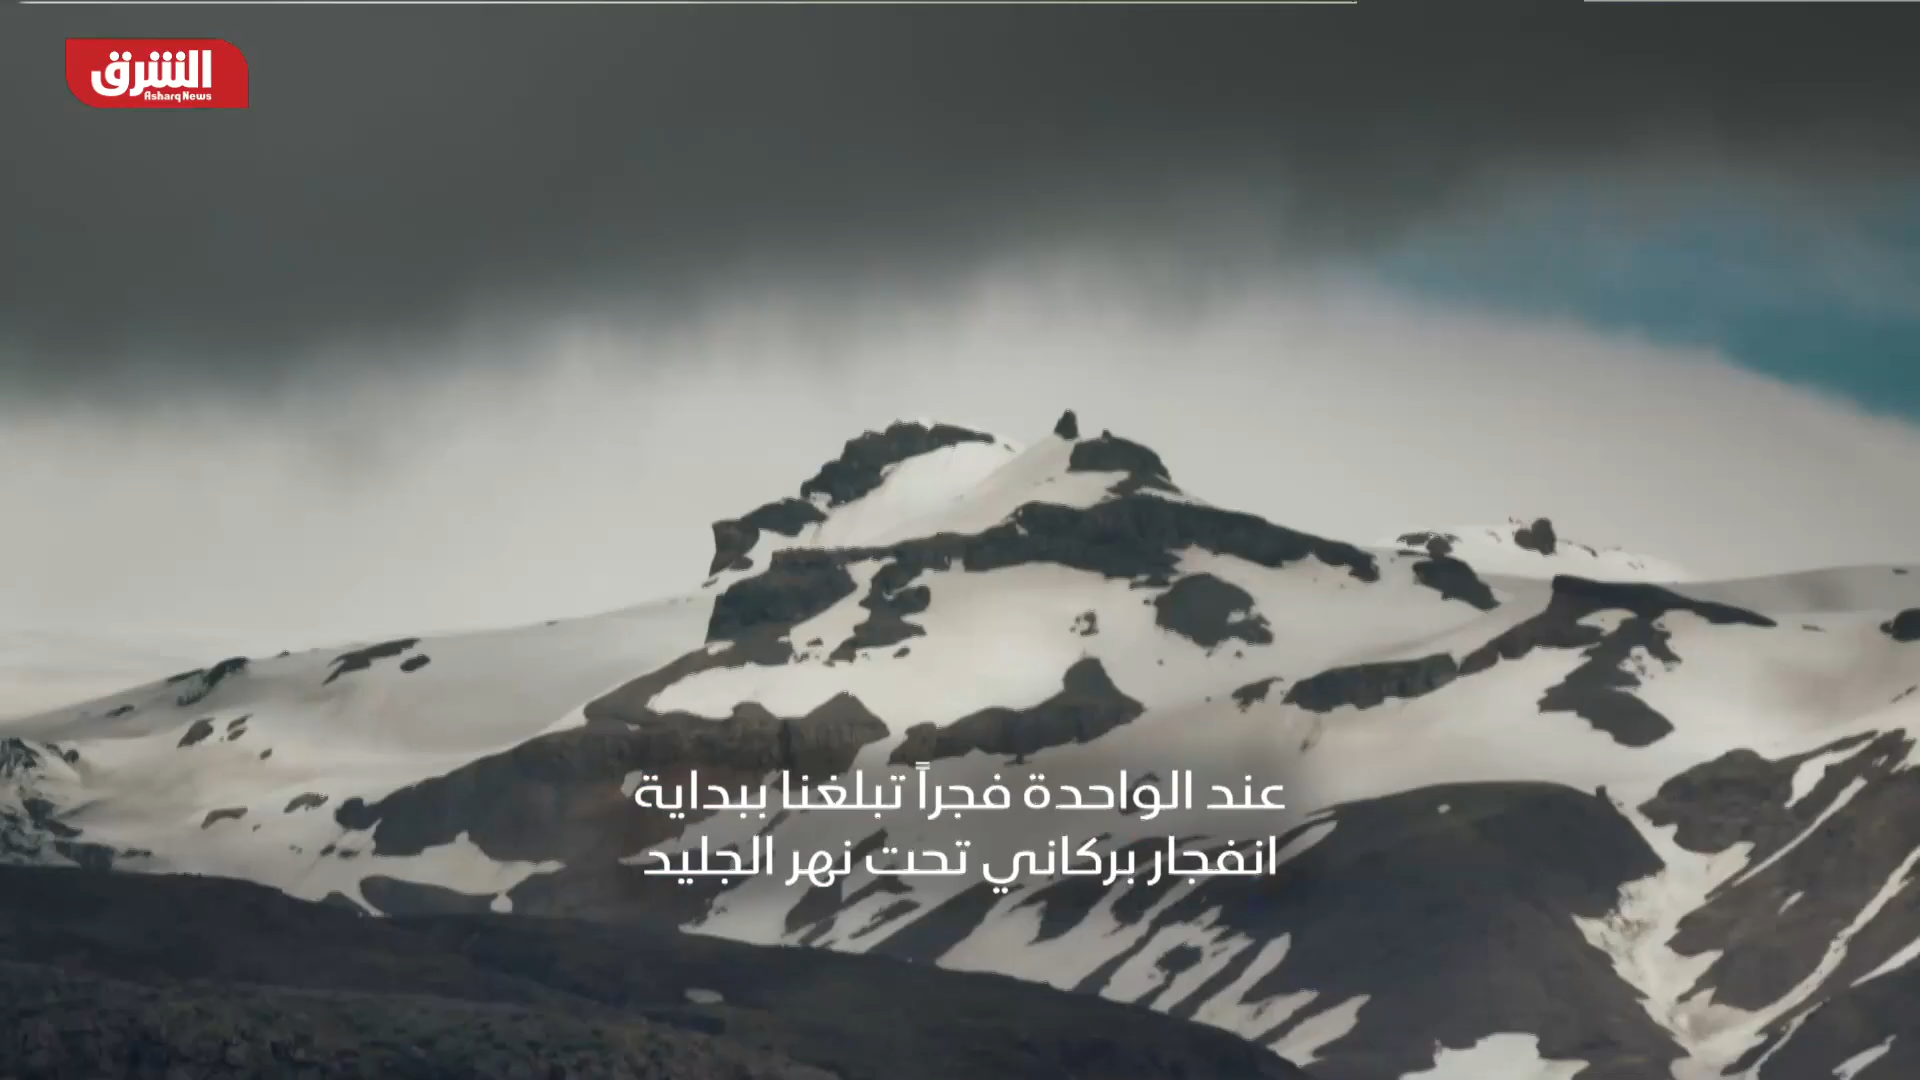 الشرق
Asharq News
عند الواحدة فجراً تبلغنا ببداية
انفجار بركاني تحت نهر الجليد